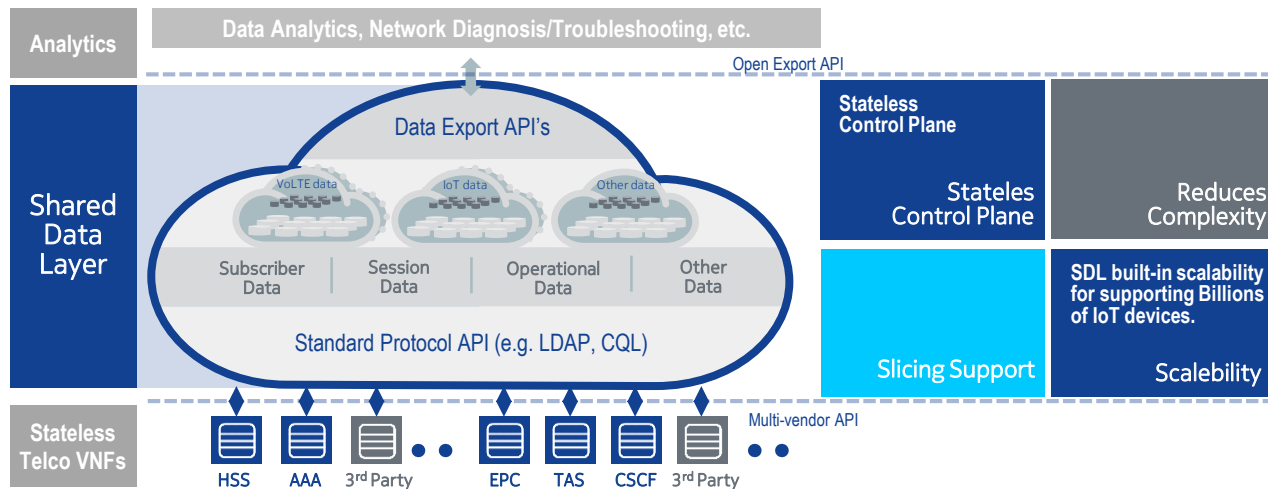 Analytics
Data Analytics, Network Diagnosis/Troubleshooting, etc.
Open Export API
Shared
Data
Layer
Data Export API's
VoLTE data
IoT data
Other data
Subscriber
Data
Session
Data
Operational
Data
Other
Data
Standard Protocol API (e.g. LDAP, CQL)
Stateless
Control Plane
Stateles
Control Plane
Reduces
Complexity
Slicing Support
SDL built-in scalability
for supporting Billions
of IoT devices.
Scalebility
Multi-vendor API
Stateless
Telco VNFs
HSS
AAA
3rd Party
EPC
TAS
CSCF
3rd Party